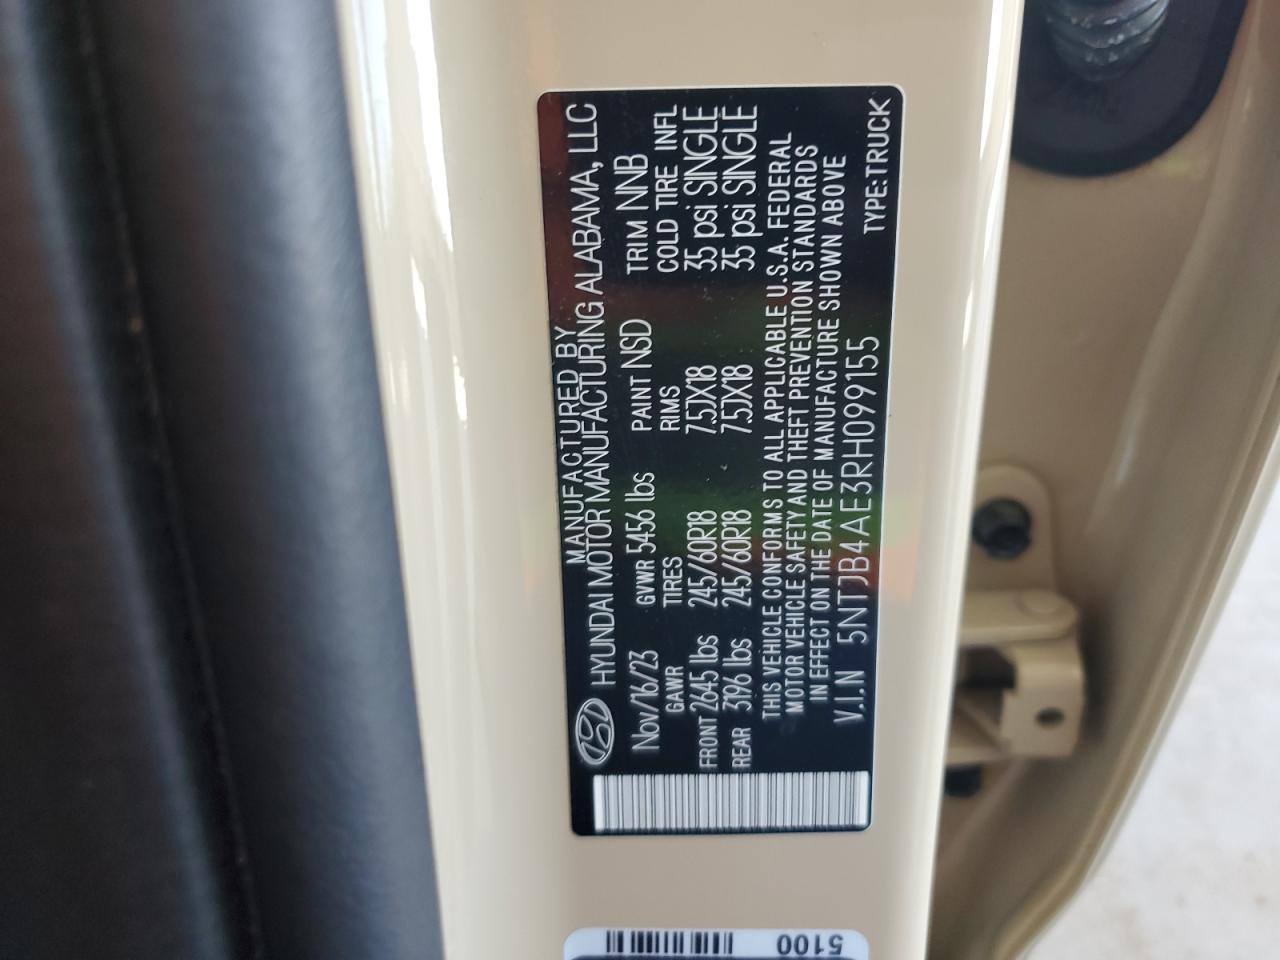 MANUFACTURED BY
HYUNDAI MOTOR MANUFACTURING ALABAMA, LLC
Nov/16/23 GVWR 5456 lbs PAINT NSD TRIM NNB
GAWR TIRES RIMS COLD TIRE INFL
FRONT 2645 lbs 245/60R18 7.5JX18 35 psi SINGLE
REAR 3196 lbs 245/60R18 7.5JX18 35 psi SINGLE
THIS VEHICLE CONFORMS TO ALL APPLICABLE U.S.A. FEDERAL
MOTOR VEHICLE SAFETY AND THEFT PREVENTION STANDARDS
IN EFFECT ON THE DATE OF MANUFACTURE SHOWN ABOVE
V.I.N 5NTJB4AE3RH099155 TYPE:TRUCK
5100